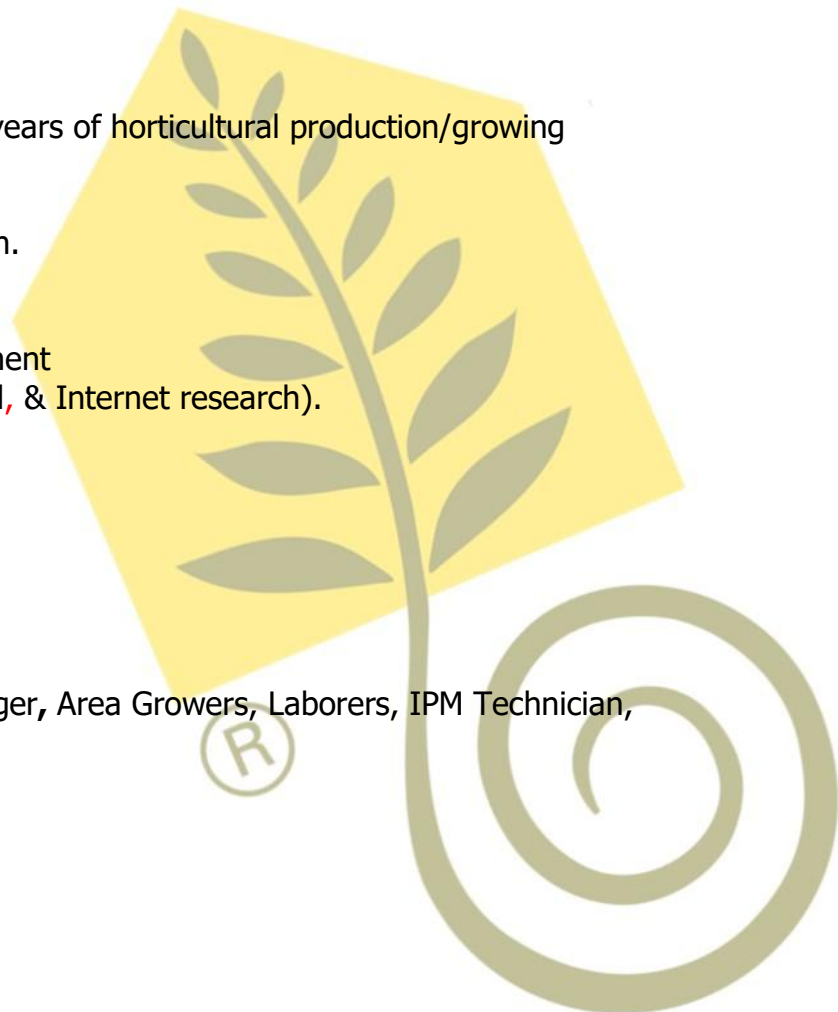 years of horticultural production/growing
n.
nent
l, & Internet research).
ger, Area Growers, Laborers, IPM Technician,
®